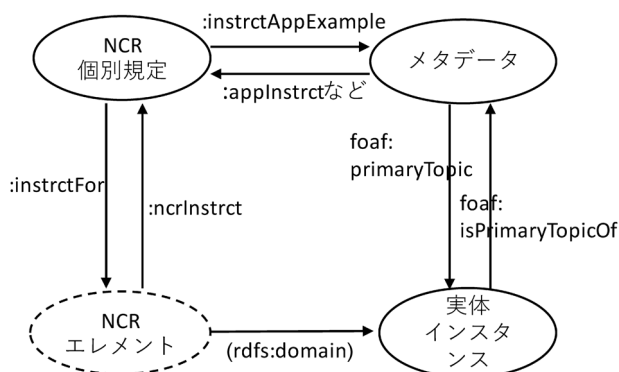 :instrctAppExample
NCR
個別規定
メタデータ
:appInstrctなど
foaf:
primaryTopic
:instrctFor
:ncrInstrct
foaf:
isPrimaryTopicOf
NCR
エレメント
(rdfs:domain)
実体
インスタ
ンス